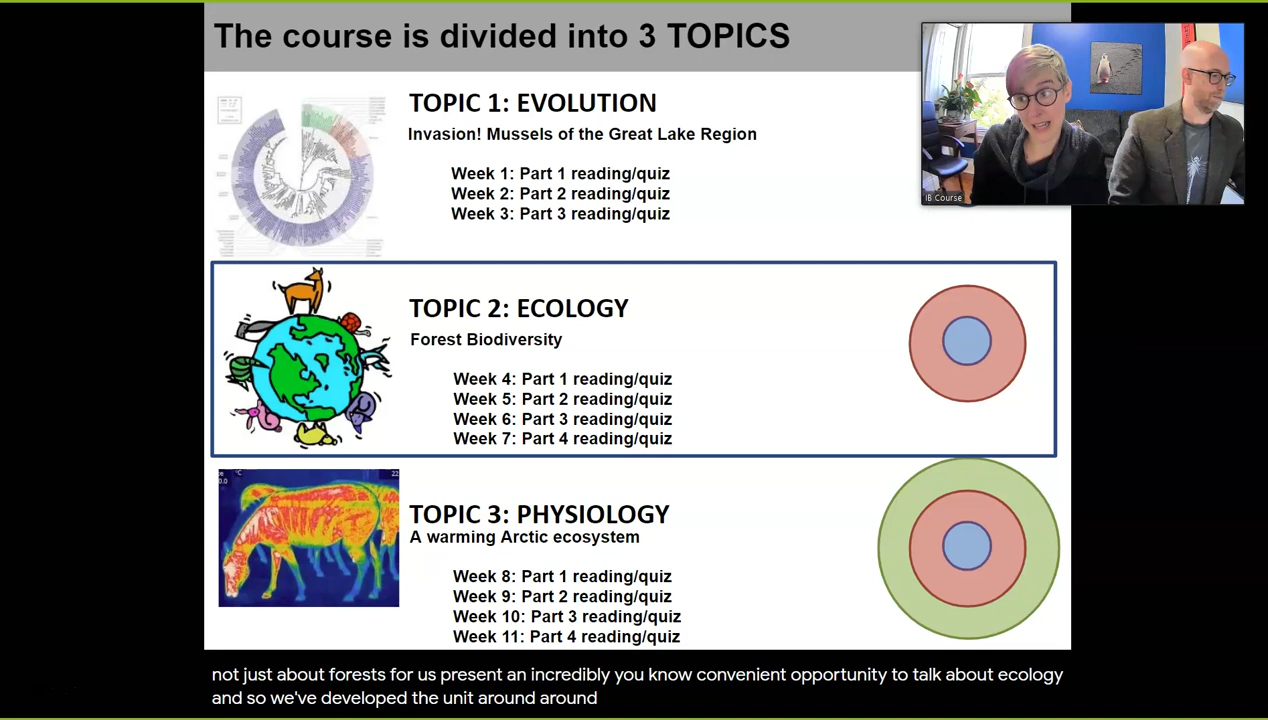 The course is divided into 3 TOPICS
TOPIC 1: EVOLUTION
Invasion! Mussels of the Great Lake Region
Week 1: Part 1 reading/quiz
Week 2: Part 2 reading/quiz
Week 3: Part 3 reading/quiz
IB Course
TOPIC 2: ECOLOGY
Forest Biodiversity
Week 4: Part 1 reading/quiz
Week 5: Part 2 reading/quiz
Week 6: Part 3 reading/quiz
Week 7: Part 4 reading/quiz
TOPIC 3: PHYSIOLOGY
A warming Arctic ecosystem
Week 8: Part 1 reading/quiz
Week 9: Part 2 reading/quiz
Week 10: Part 3 reading/quiz
Week 11: Part 4 reading/quiz
°C
22
0.0
not just about forests for us present an incredibly you know convenient opportunity to talk about ecology
and so we've developed the unit around around